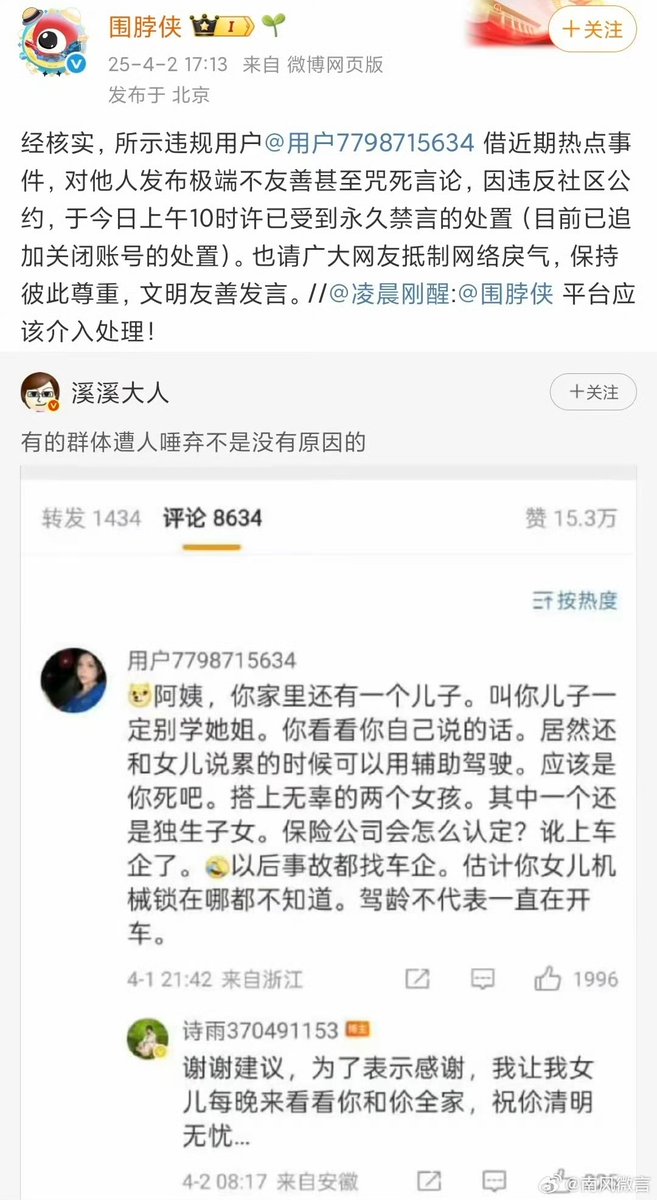 围脖侠 I
+关注
25-4-2 17:13 来自 微博网页版
发布于 北京
经核实，所示违规用户@用户7798715634 借近期热点事
件，对他人发布极端不友善甚至咒死言论，因违反社区公
约，于今日上午10时许已受到永久禁言的处置（目前已追
加关闭账号的处置）。也请广大网友抵制网络戾气，保持
彼此尊重，文明友善发言。//@凌晨刚醒:@围脖侠 平台应
该介入处理！
溪溪大人
+关注
有的群体遭人唾弃不是没有原因的
转发 1434 评论 8634 赞 15.3万
按热度
用户7798715634
阿姨，你家里还有一个儿子。叫你儿子一
定别学她姐。你看看你自己说的话。居然还
和女儿说累的时候可以用辅助驾驶。应该是
你死吧。搭上无辜的两个女孩。其中一个还
是独生子女。保险公司会怎么认定？讹上车
企了。以后事故都找车企。估计你女儿机
械锁在哪都不知道。驾龄不代表一直在开
车。
4-1 21:42 来自浙江 1996
诗雨370491153 博主
谢谢建议，为了表示感谢，我让我女
儿每晚来看看你和你全家，祝你清明
无忧...
4-2 08:17 来自安徽
@南风微言